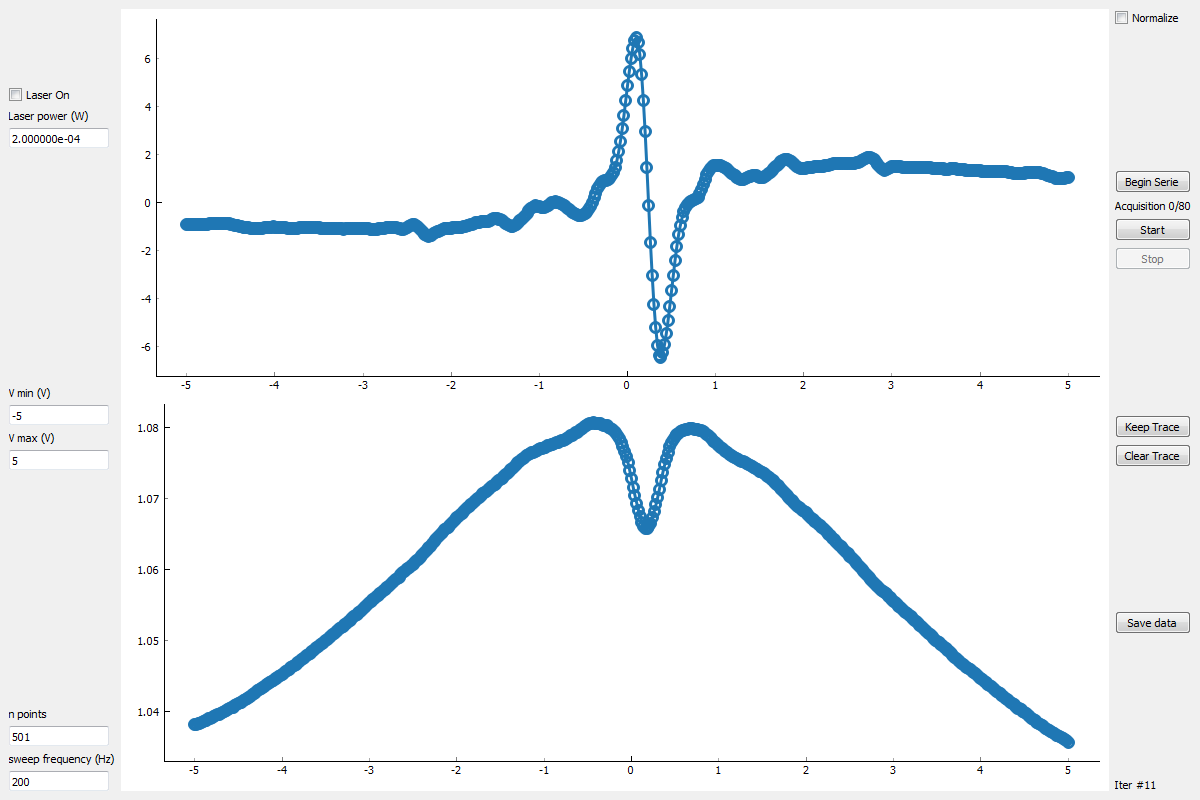 Laser On
Laser power (W)
2.000000e-04
V min (V)
-5
V max (V)
5
n points
501
sweep frequency (Hz)
200
6
4
2
0
-2
-4
-6
-5 -4 -3 -2 -1 0 1 2 3 4 5
1.08
1.07
1.06
1.05
1.04
-5 -4 -3 -2 -1 0 1 2 3 4 5
Normalize
Begin Serie
Acquisition 0/80
Start
Stop
Keep Trace
Clear Trace
Save data
Iter #11